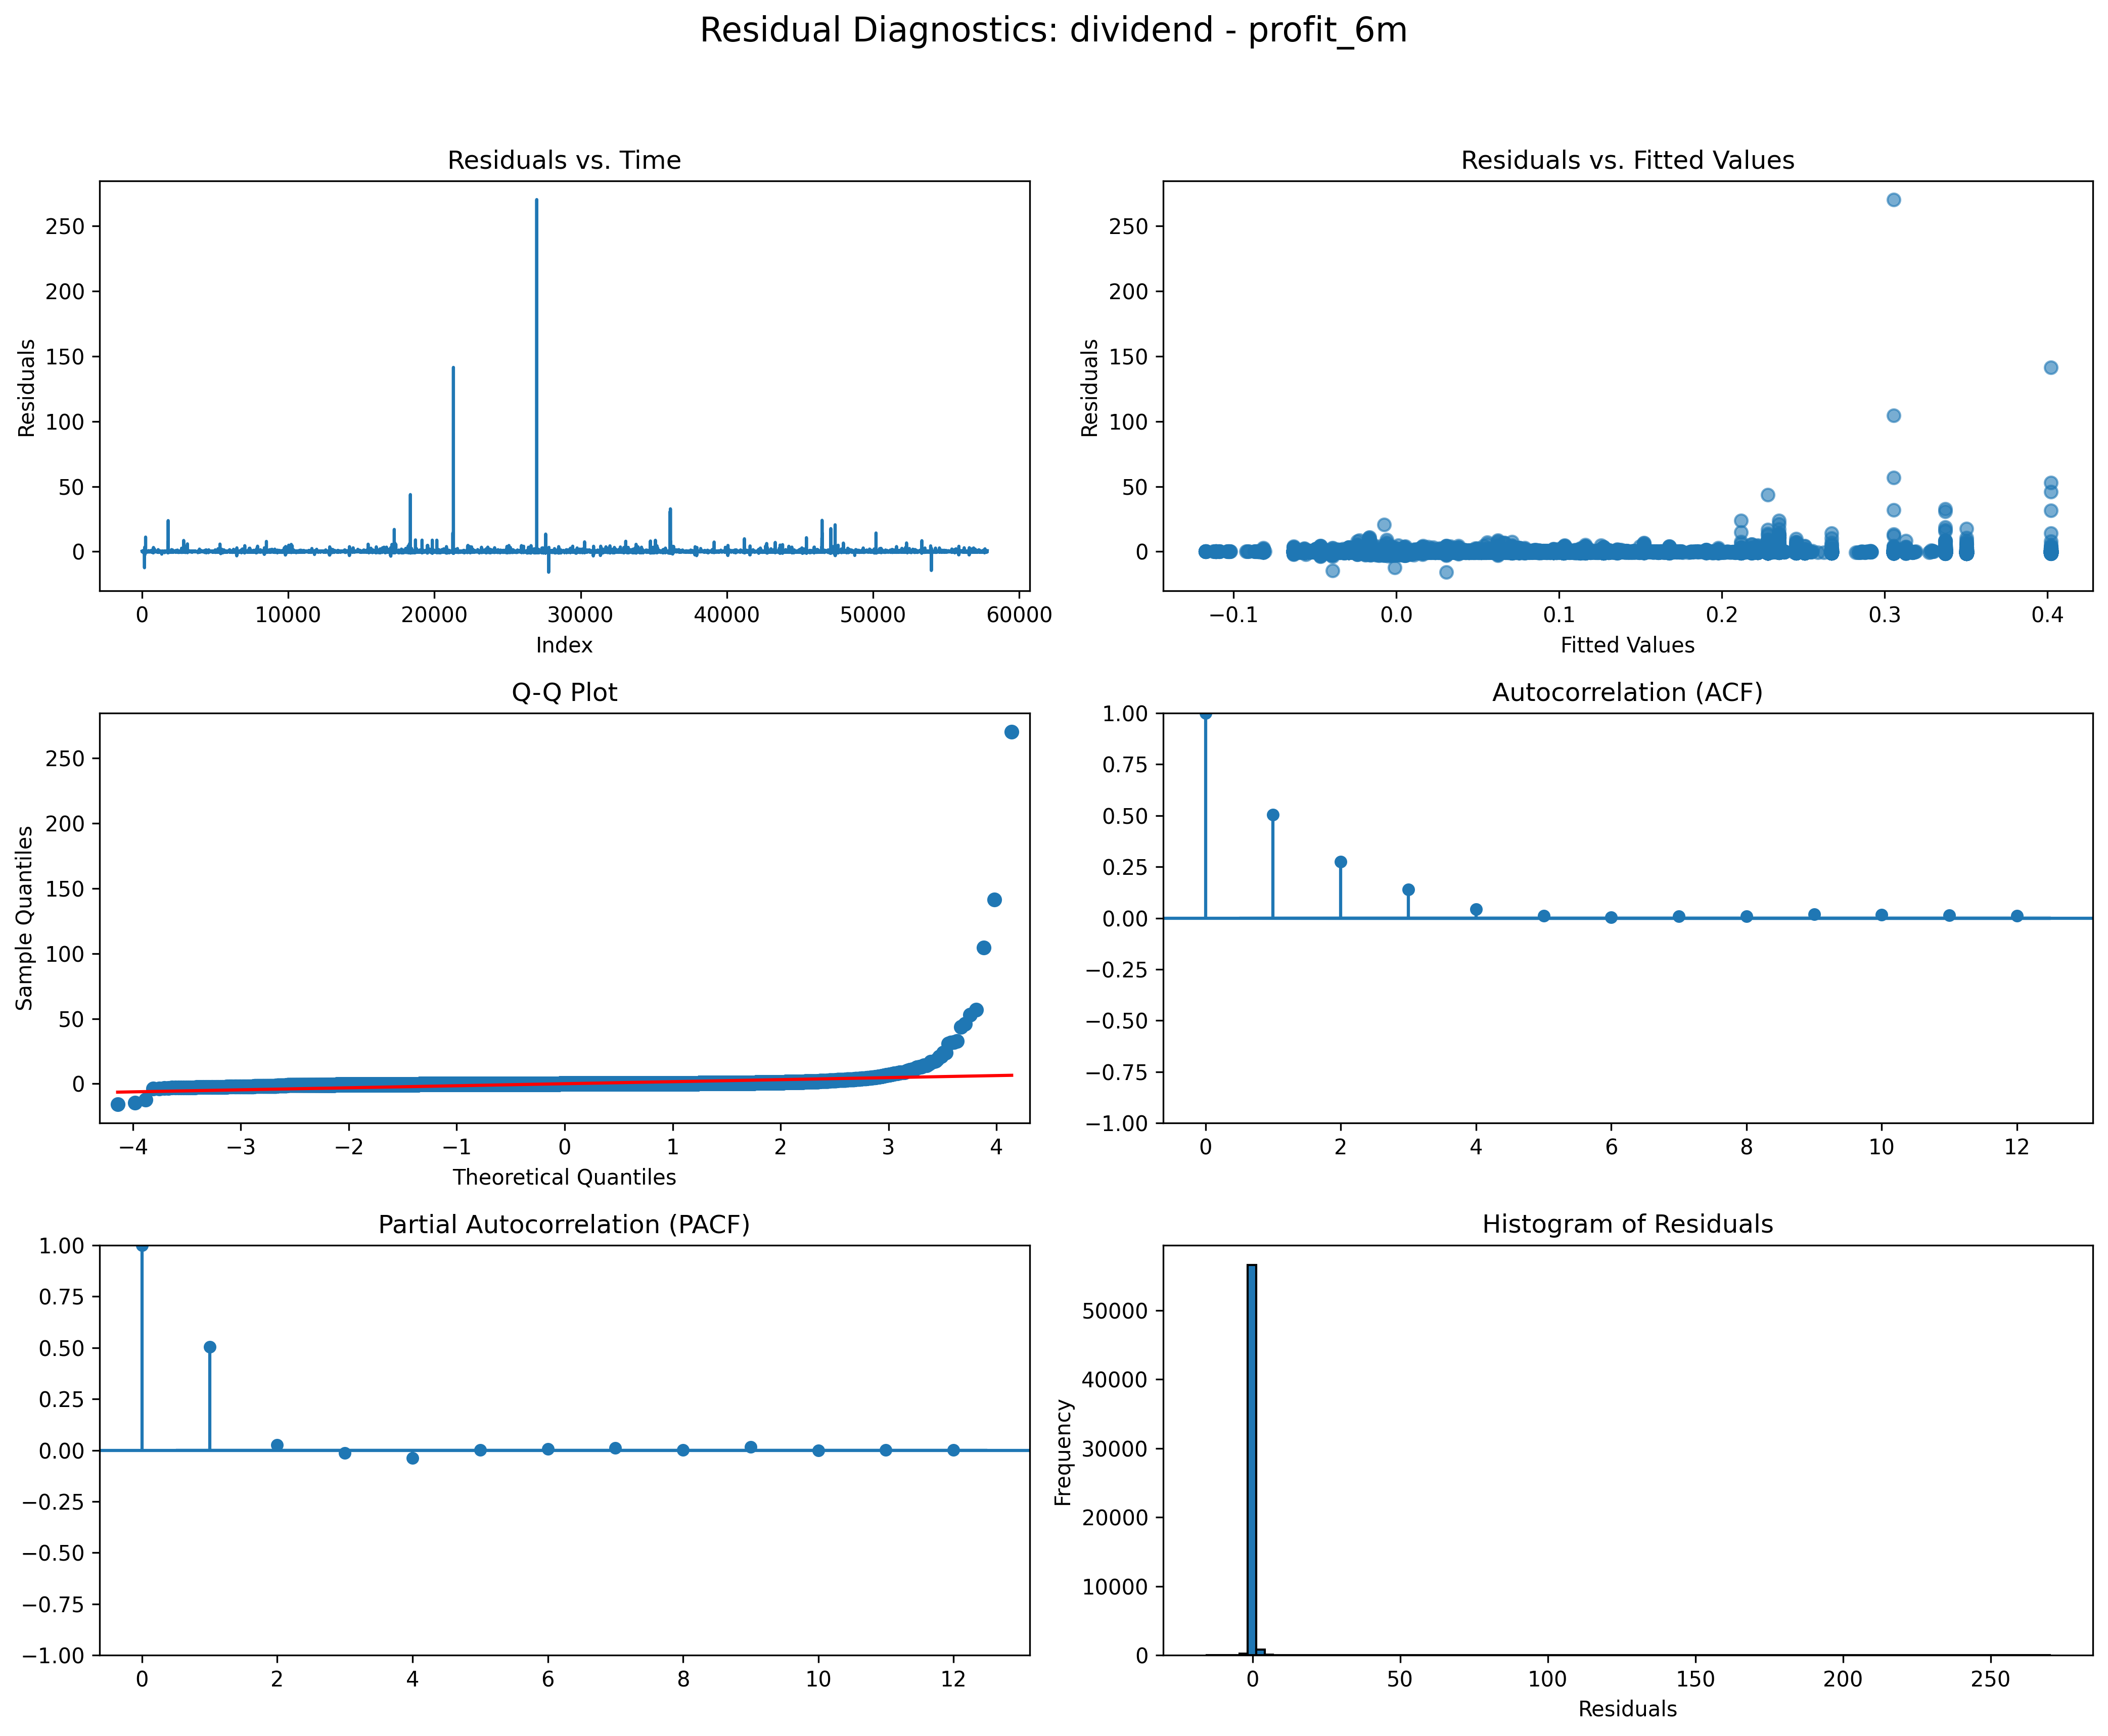 Residual Diagnostics: dividend - profit_6m
Residuals vs. Time
Residuals
250
200
150
100
50
0
0 10000 20000 30000 40000 50000 60000
Index
Residuals vs. Fitted Values
Residuals
250
200
150
100
50
0
−0.1 0.0 0.1 0.2 0.3 0.4
Fitted Values
Q-Q Plot
Sample Quantiles
250
200
150
100
50
0
−4 −3 −2 −1 0 1 2 3 4
Theoretical Quantiles
Autocorrelation (ACF)
1.00
0.75
0.50
0.25
0.00
−0.25
−0.50
−0.75
−1.00
0 2 4 6 8 10 12
Partial Autocorrelation (PACF)
1.00
0.75
0.50
0.25
0.00
−0.25
−0.50
−0.75
−1.00
0 2 4 6 8 10 12
Histogram of Residuals
Frequency
50000
40000
30000
20000
10000
0
0 50 100 150 200 250
Residuals